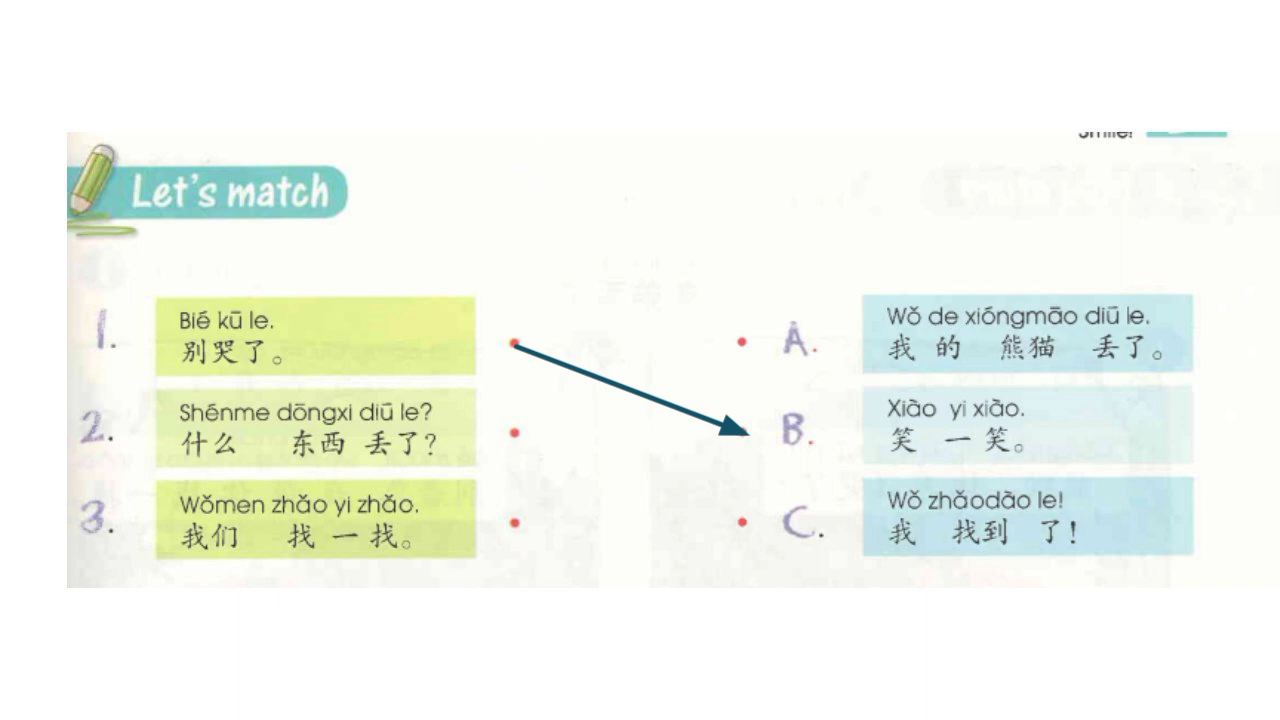 Smile!
Let's match
1.
Bié kū le.
别哭了。
A.
Wǒ de xióngmāo diū le.
我 的 熊猫 丢了。
2.
Shénme dōngxi diū le?
什么 东西 丢了?
B.
Xiào yi xiào.
笑 一 笑。
3.
Wǒmen zhǎo yi zhǎo.
我们 找 一 找。
C.
Wǒ zhǎodào le!
我 找到 了!